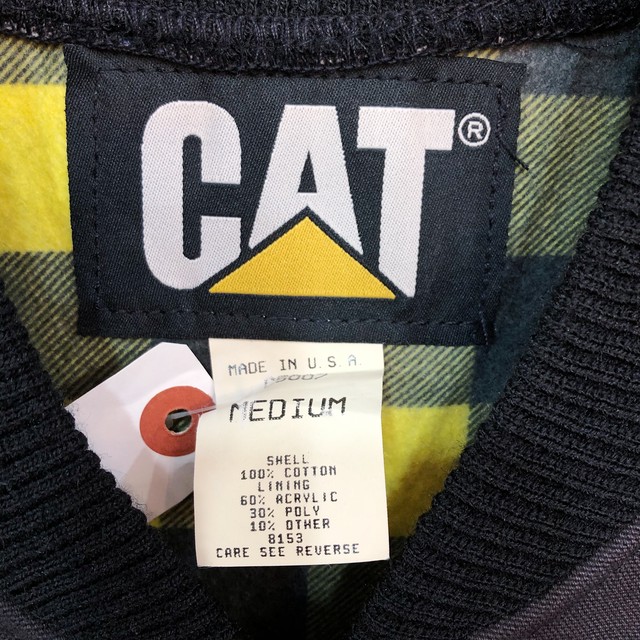 CAT®
MADE IN U.S.A.
MEDIUM
SHELL
100% COTTON
LINING
60% ACRYLIC
30% POLY
10% OTHER
8153
CARE SEE REVERSE